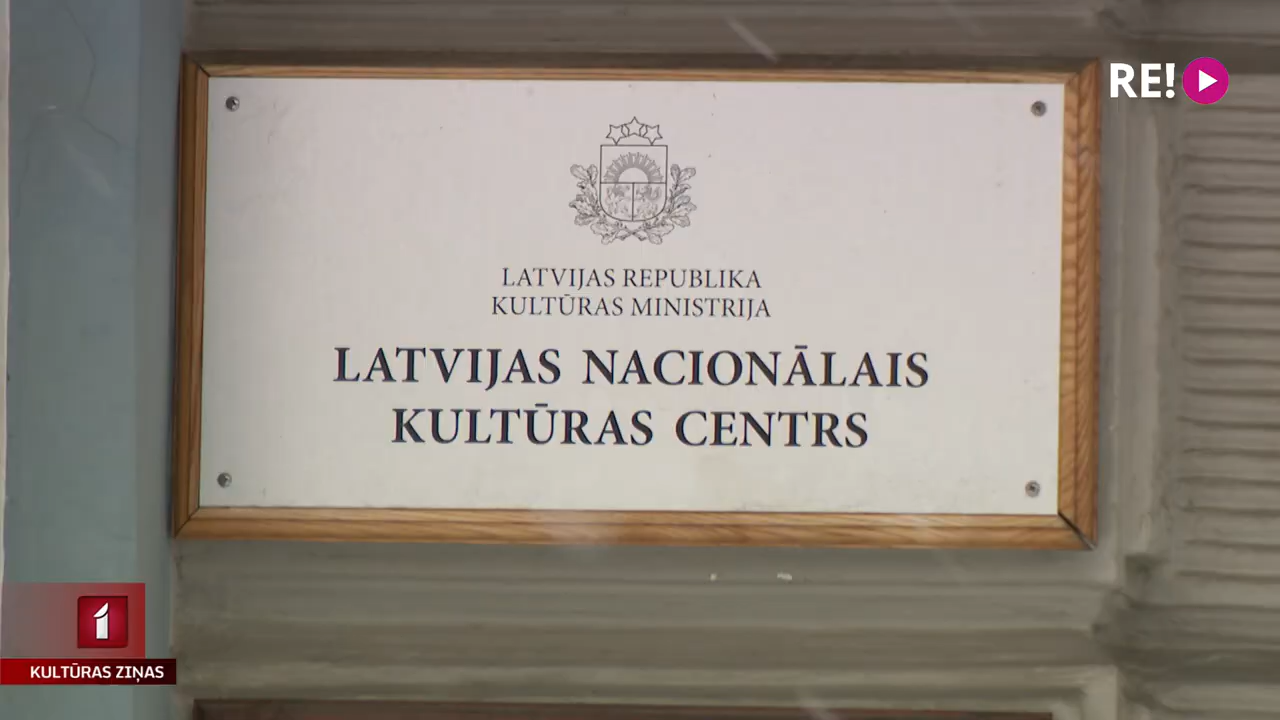 RE!
LATVIJAS REPUBLIKA
KULTŪRAS MINISTRIJA
LATVIJAS NACIONĀLAIS
KULTŪRAS CENTRS
1
KULTŪRAS ZIŅAS